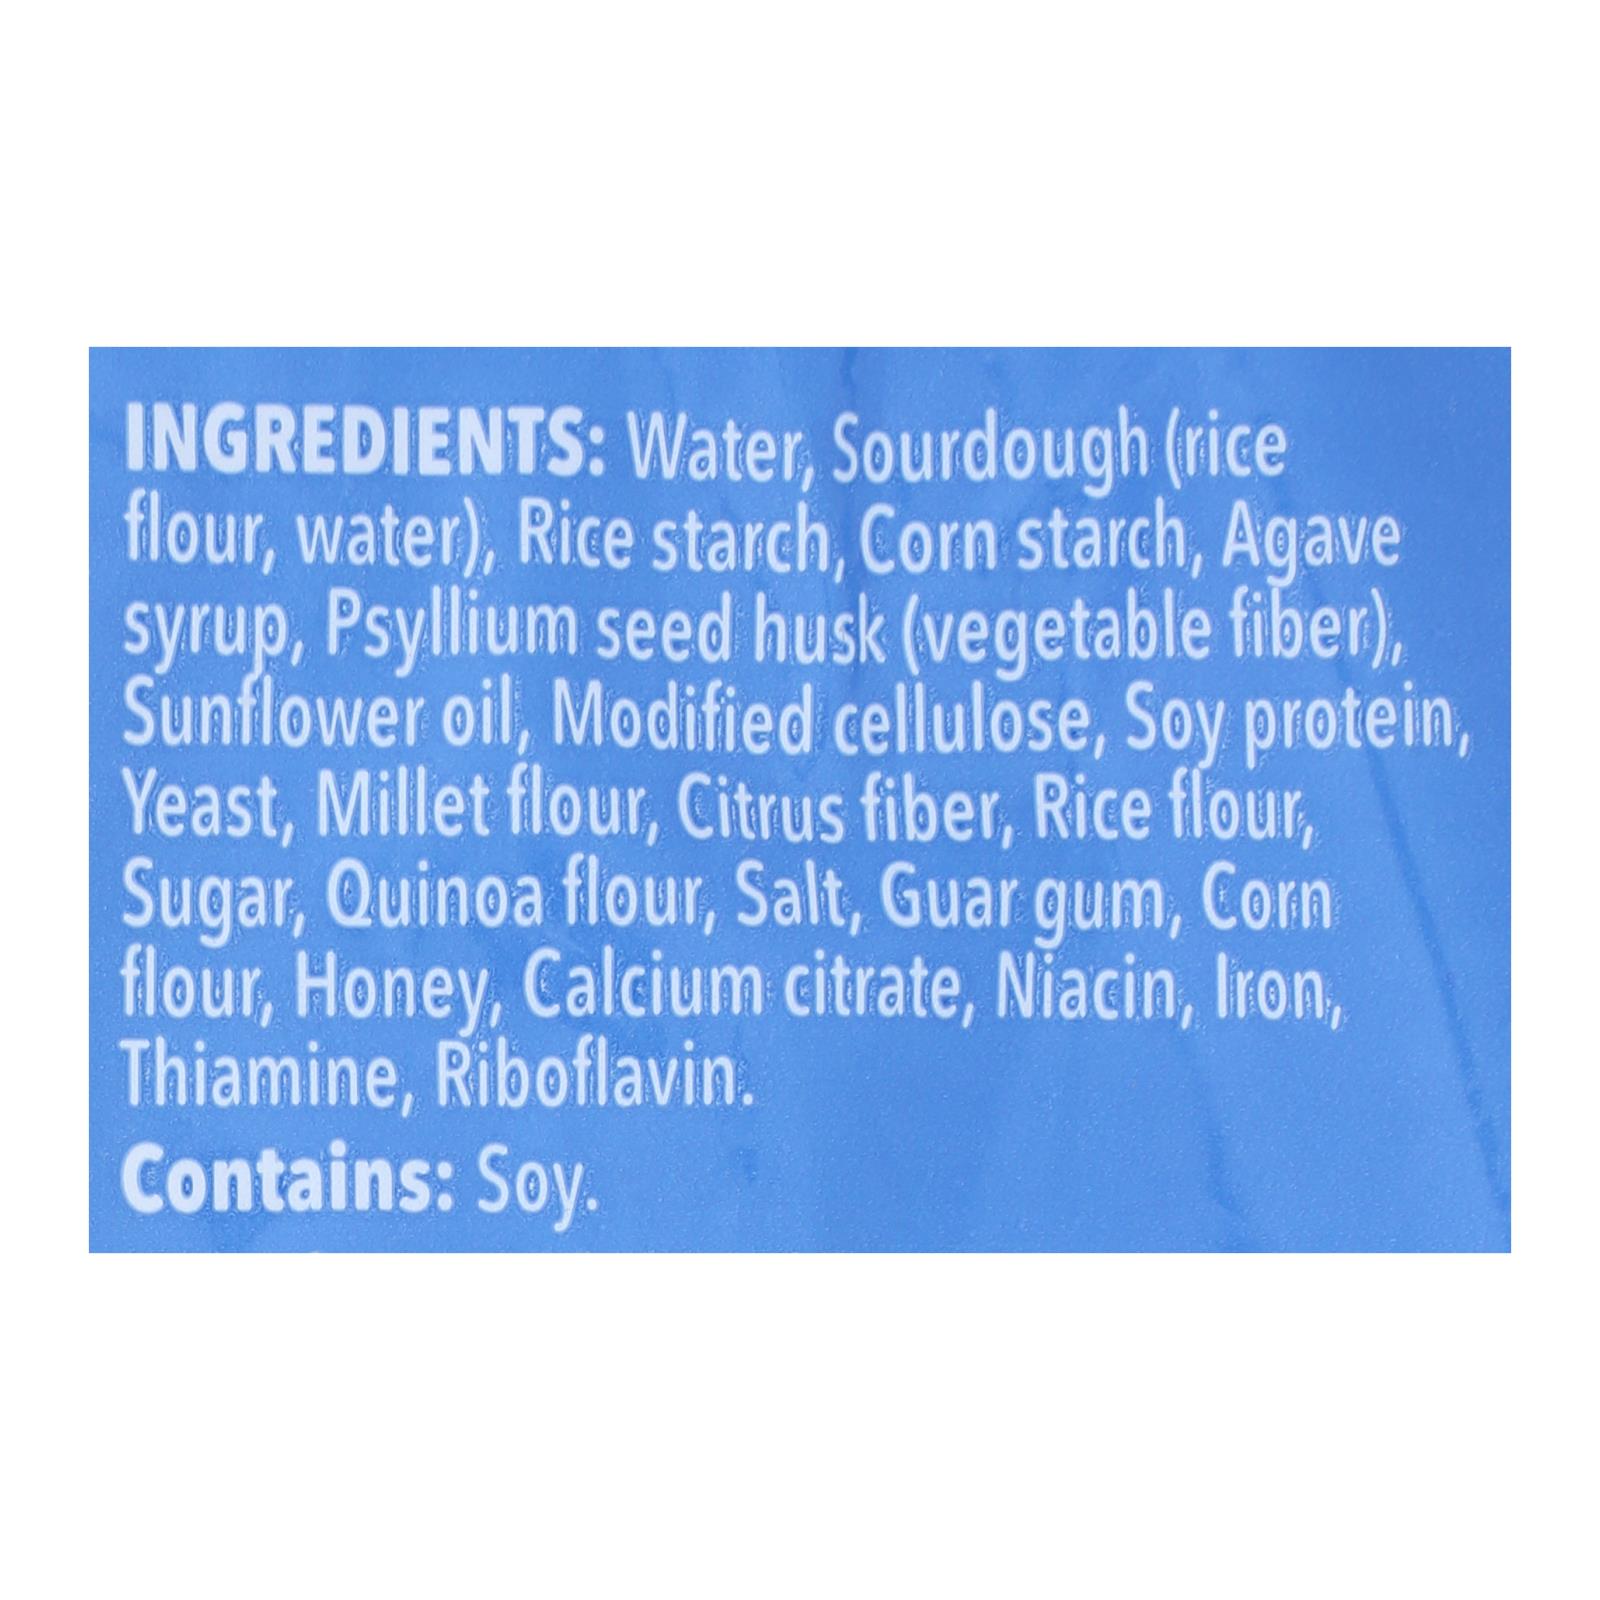 INGREDIENTS: Water, Sourdough (rice
flour, water), Rice starch, Corn starch, Agave
syrup, Psyllium seed husk (vegetable fiber),
Sunflower oil, Modified cellulose, Soy protein,
Yeast, Millet flour, Citrus fiber, Rice flour,
Sugar, Quinoa flour, Salt, Guar gum, Corn
flour, Honey, Calcium citrate, Niacin, Iron,
Thiamine, Riboflavin.
Contains: Soy.